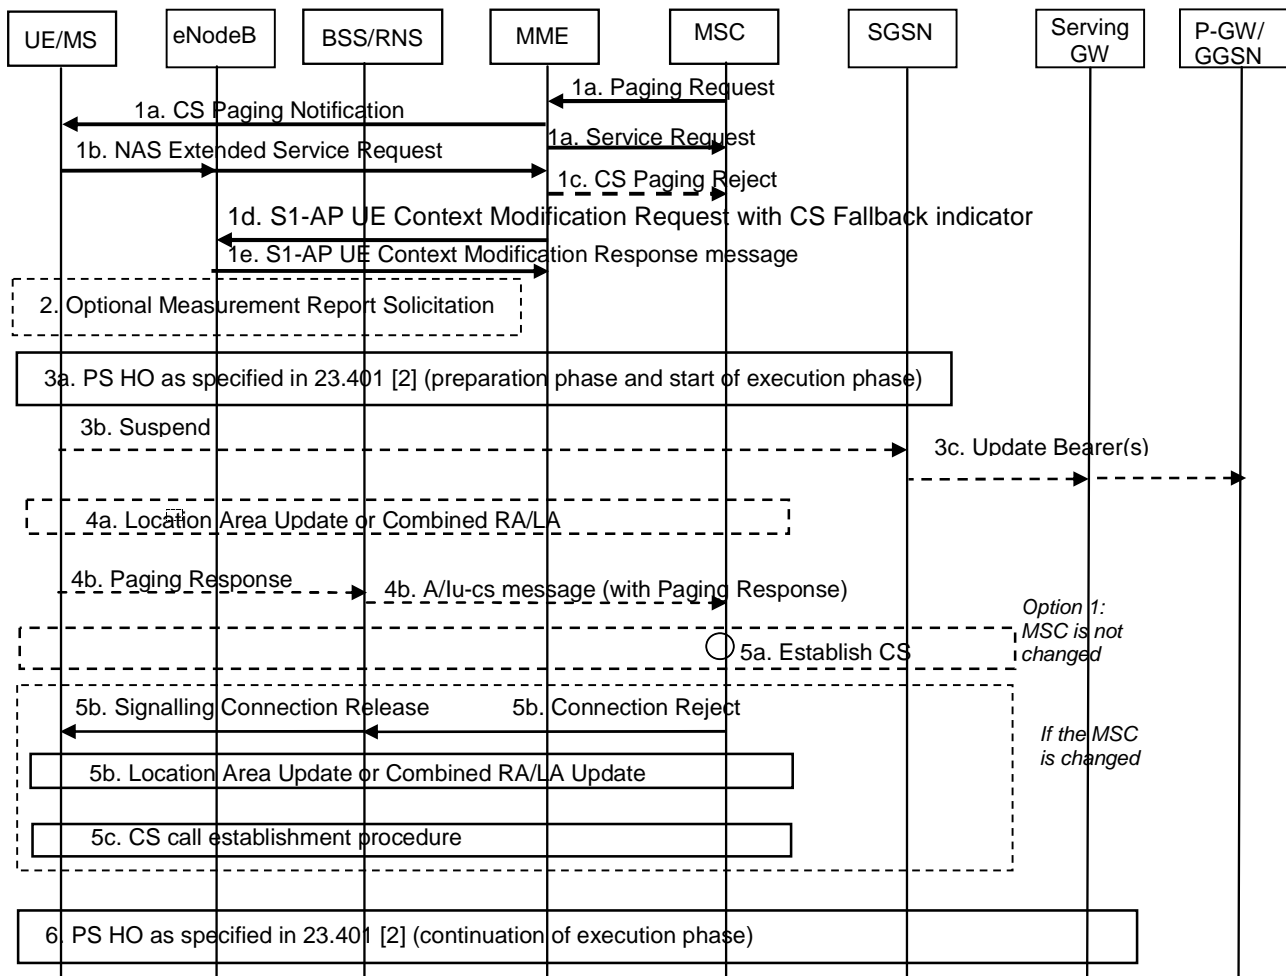 UE/MS
eNodeB
BSS/RNS
MME
MSC
SGSN
Serving
GW
P-GW/
GGSN
1a. Paging Request
1a. CS Paging Notification
1a. Service Request
1b. NAS Extended Service Request
1c. CS Paging Reject
1d. S1-AP UE Context Modification Request with CS Fallback indicator
1e. S1-AP UE Context Modification Response message
2. Optional Measurement Report Solicitation
3a. PS HO as specified in 23.401 [2] (preparation phase and start of execution phase)
3b. Suspend
3c. Update Bearer(s)
4a. Location Area Update or Combined RA/LA
4b. Paging Response
4b. A/Iu-cs message (with Paging Response)
Option 1:
MSC is not
changed
5a. Establish CS
5b. Signalling Connection Release
5b. Connection Reject
If the MSC
is changed
5b. Location Area Update or Combined RA/LA Update
5c. CS call establishment procedure
6. PS HO as specified in 23.401 [2] (continuation of execution phase)